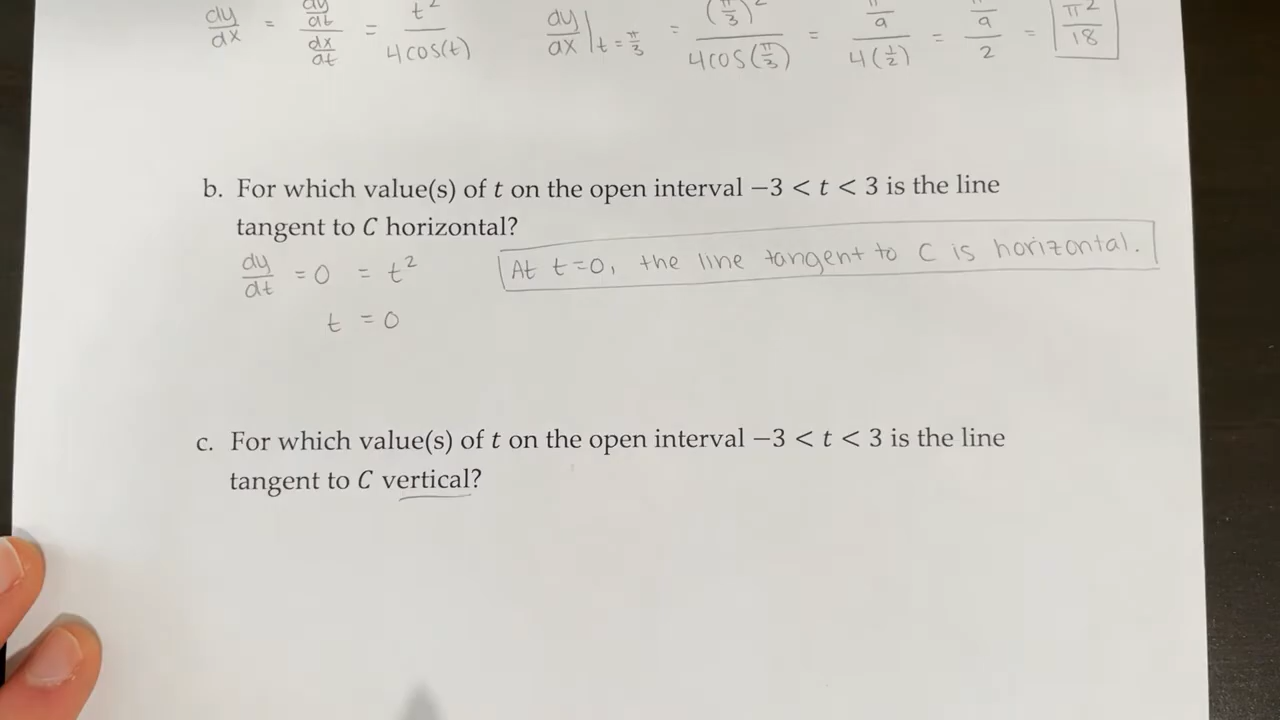 dy/dx = (dy/dt)/(dx/dt) = t²/4cos(t) dy/dx|t=π/3 = (π/3)²/4cos(π/3) = (π/9)/4(1/2) = (π/9)/2 = π²/18
b. For which value(s) of t on the open interval −3 < t < 3 is the line
tangent to C horizontal?
dy/dt = 0 = t² At t=0, the line tangent to C is horizontal.
t = 0
c. For which value(s) of t on the open interval −3 < t < 3 is the line
tangent to C vertical?